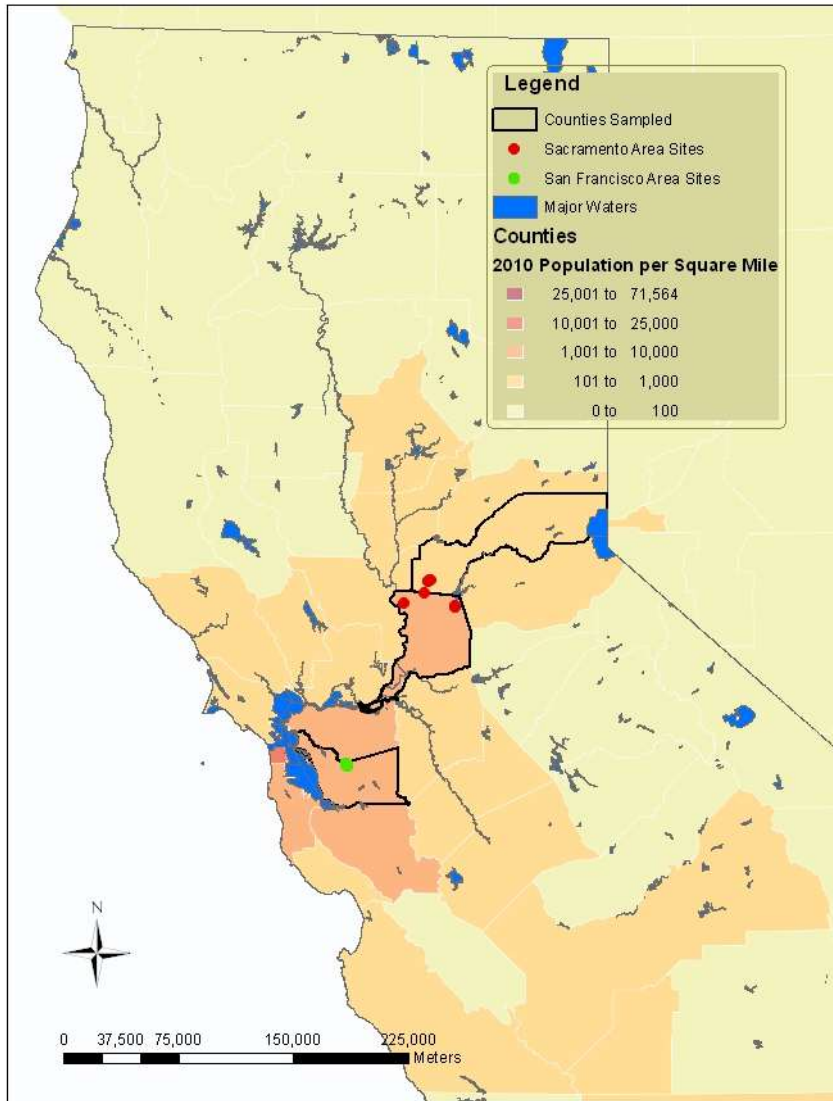 Legend
Counties Sampled
Sacramento Area Sites
San Francisco Area Sites
Major Waters
Counties
2010 Population per Square Mile
25,001 to 71,564
10,001 to 25,000
1,001 to 10,000
101 to 1,000
0 to 100
N
0 37,500 75,000 150,000 225,000
Meters